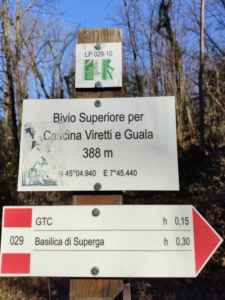 LP 029-10
Bivio Superiore per
Cascina Viretti e Guala
388 m
N 45°04.940 E 7°45.440
GTC h 0,15
029
Basilica di Superga h 0,30